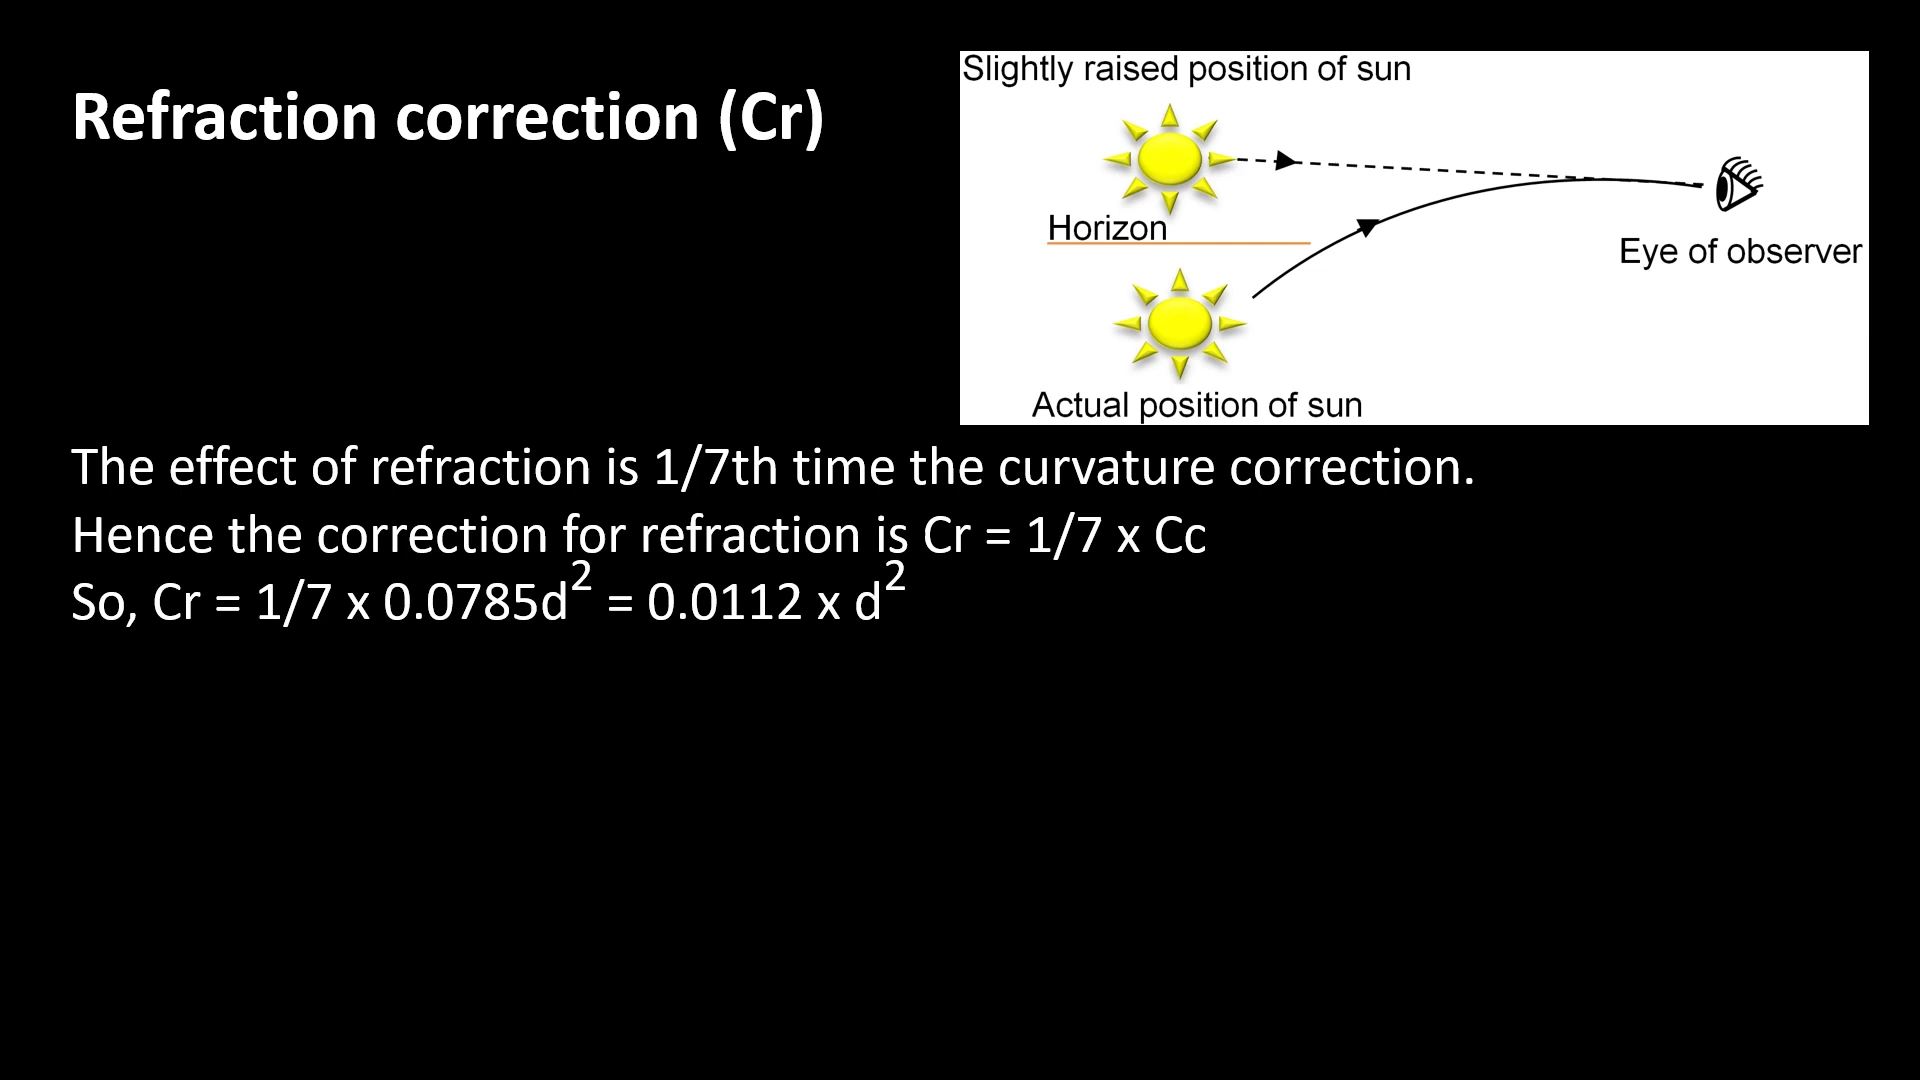 Refraction correction (Cr)
Slightly raised position of sun
Horizon
Eye of observer
Actual position of sun
The effect of refraction is 1/7th time the curvature correction.
Hence the correction for refraction is Cr = 1/7 x Cc
So, Cr = 1/7 x 0.0785d² = 0.0112 x d²